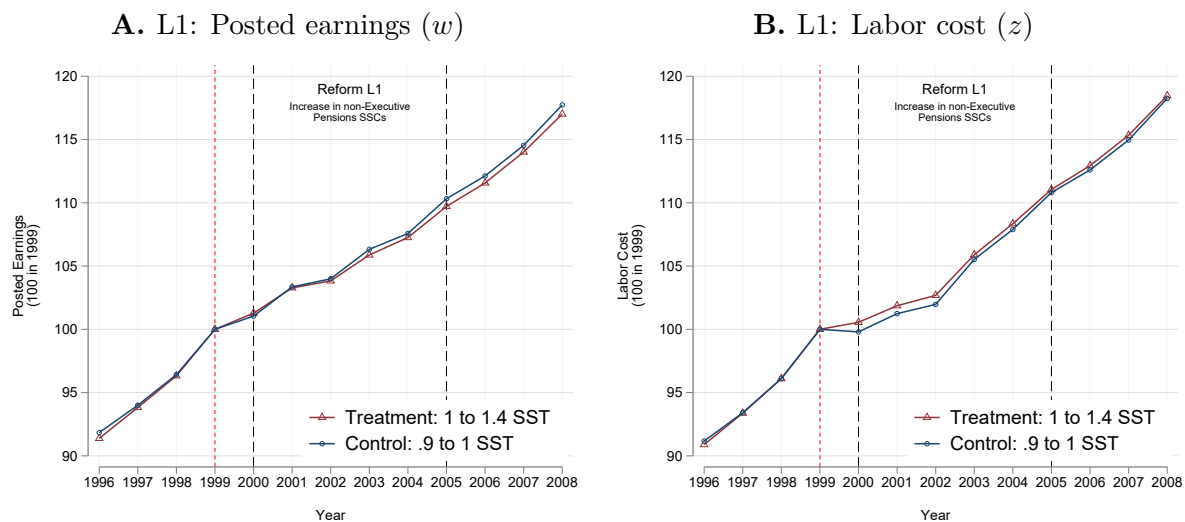 A. L1: Posted earnings (w)
Posted Earnings
(100 in 1999)
120
115
110
105
100
95
90
Reform L1
Increase in non-Executive
Pensions SSCs
Treatment: 1 to 1.4 SST
Control: .9 to 1 SST
1996 1997 1998 1999 2000 2001 2002 2003 2004 2005 2006 2007 2008
Year
B. L1: Labor cost (z)
Labor Cost
(100 in 1999)
120
115
110
105
100
95
90
Reform L1
Increase in non-Executive
Pensions SSCs
Treatment: 1 to 1.4 SST
Control: .9 to 1 SST
1996 1997 1998 1999 2000 2001 2002 2003 2004 2005 2006 2007 2008
Year